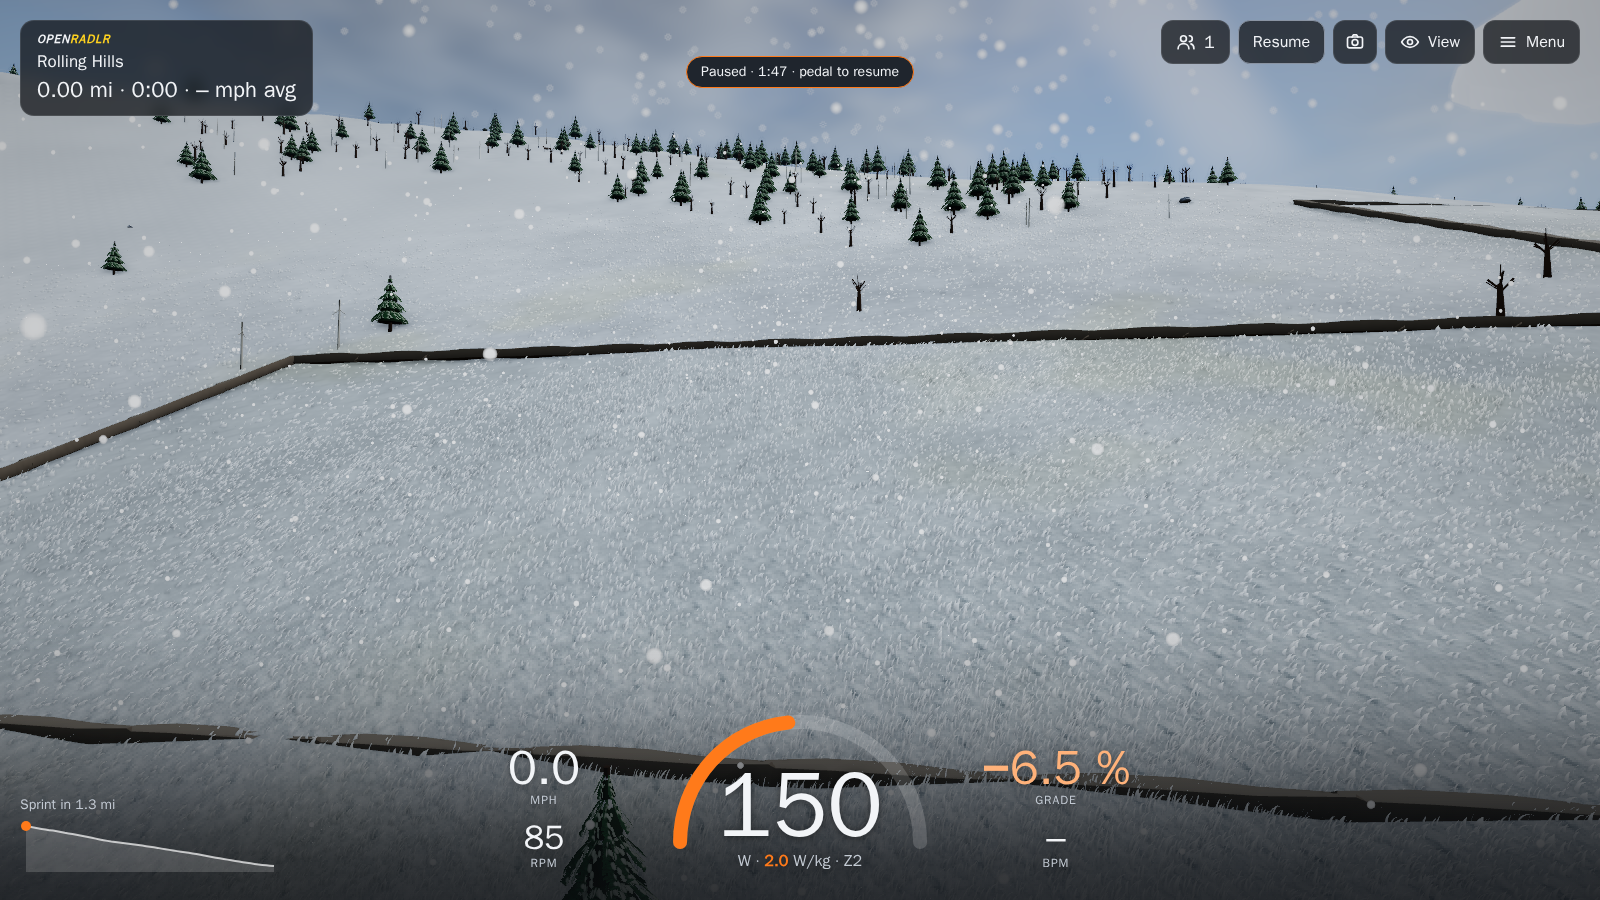 OPENRADLR
Rolling Hills
0.00 mi · 0:00 · – mph avg
Paused · 1:47 · pedal to resume
1
Resume
View
Menu
Sprint in 1.3 mi
0.0
MPH
85
RPM
150
W · 2.0 W/kg · Z2
–6.5 %
GRADE
–
BPM